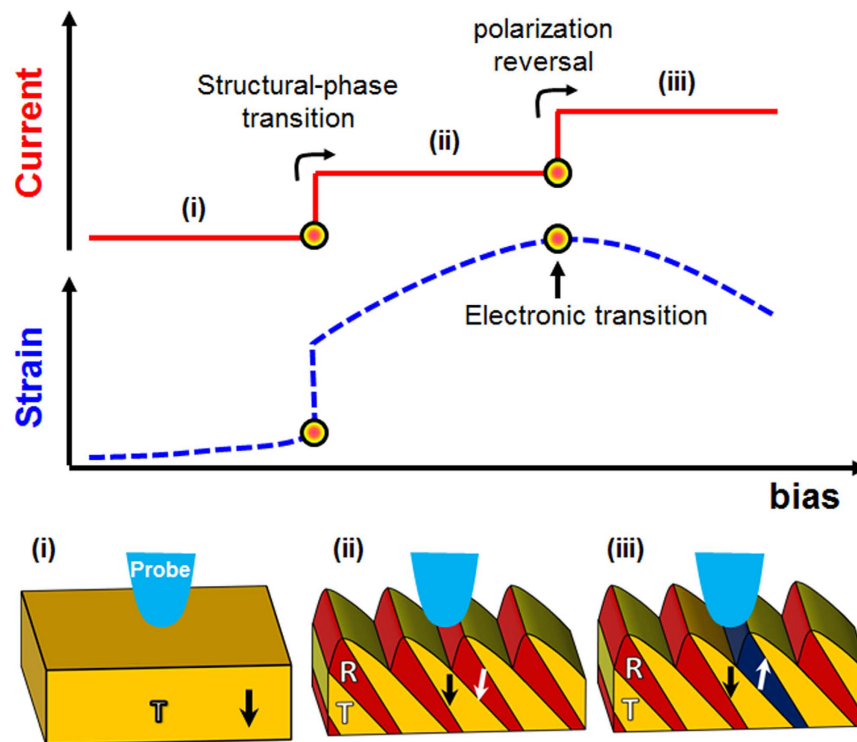 Current
Structural-phase
transition
polarization
reversal
(i)
(ii)
(iii)
Strain
Electronic transition
bias
(i)
Probe
T
(ii)
R
T
(iii)
R
T